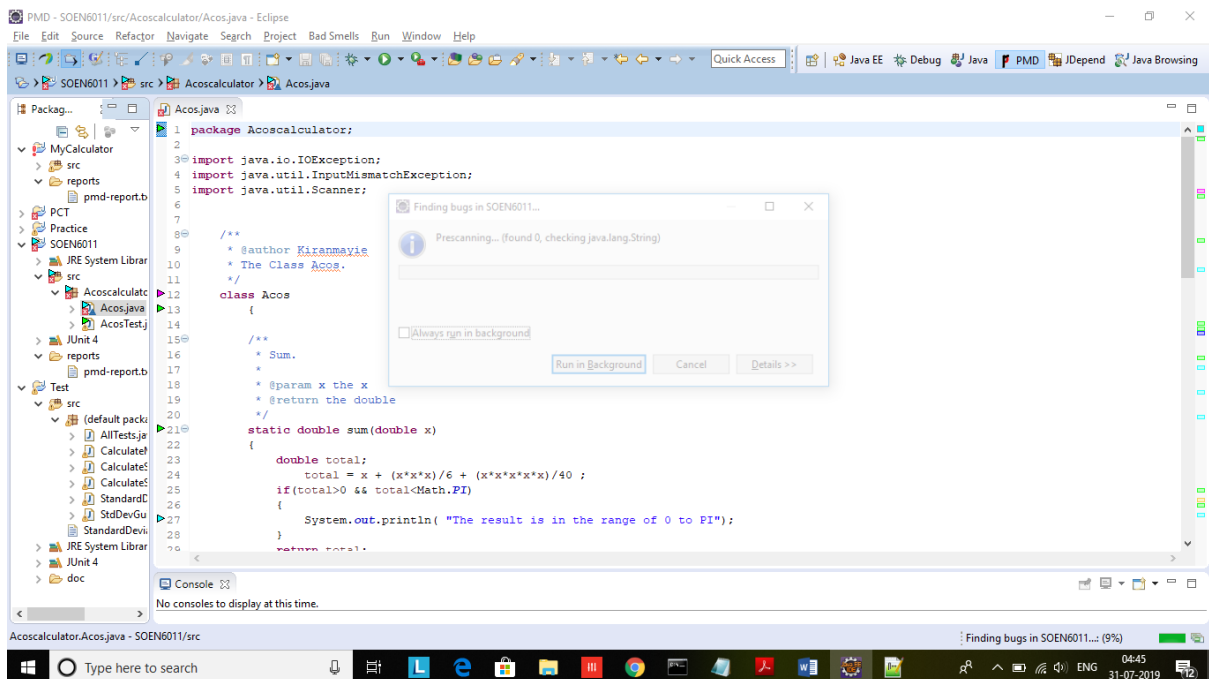 PMD - SOEN6011/src/Acoscalculator/Acos.java - Eclipse
File Edit Source Refactor Navigate Search Project Bad Smells Run Window Help
Quick Access Java EE Debug Java PMD JDepend Java Browsing
SOEN6011 src Acoscalculator Acos.java
Packag...
MyCalculator
src
reports
pmd-report.t
PCT
Practice
SOEN6011
JRE System Librar
src
Acoscalculatc
Acos.java
AcosTest.j
JUnit 4
reports
pmd-report.t
Test
src
(default packa
AllTests.ja
Calculate
CalculateS
CalculateS
StandardD
StdDevGu
StandardDevi
JRE System Librar
JUnit 4
doc
Acos.java
1 package Acoscalculator;
2
3 import java.io.IOException;
4 import java.util.InputMismatchException;
5 import java.util.Scanner;
6
7
8 /**
9 * @author Kiranmayie
10 * The Class Acos.
11 */
12 class Acos
13 {
14
15 /**
16 * Sum.
17 *
18 * @param x the x
19 * @return the double
20 */
21 static double sum(double x)
22 {
23 double total;
24 total = x + (x*x*x)/6 + (x*x*x*x*x)/40 ;
25 if(total>0 && total<Math.PI)
26 {
27 System.out.println( "The result is in the range of 0 to PI");
28 }
29 return total;
Finding bugs in SOEN6011...
Prescanning... (found 0, checking java.lang.String)
Always run in background
Run in Background Cancel Details >>
Console
No consoles to display at this time.
Acoscalculator.Acos.java - SOEN6011/src
Finding bugs in SOEN6011...: (9%)
Type here to search
ENG
04:45
31-07-2019
12